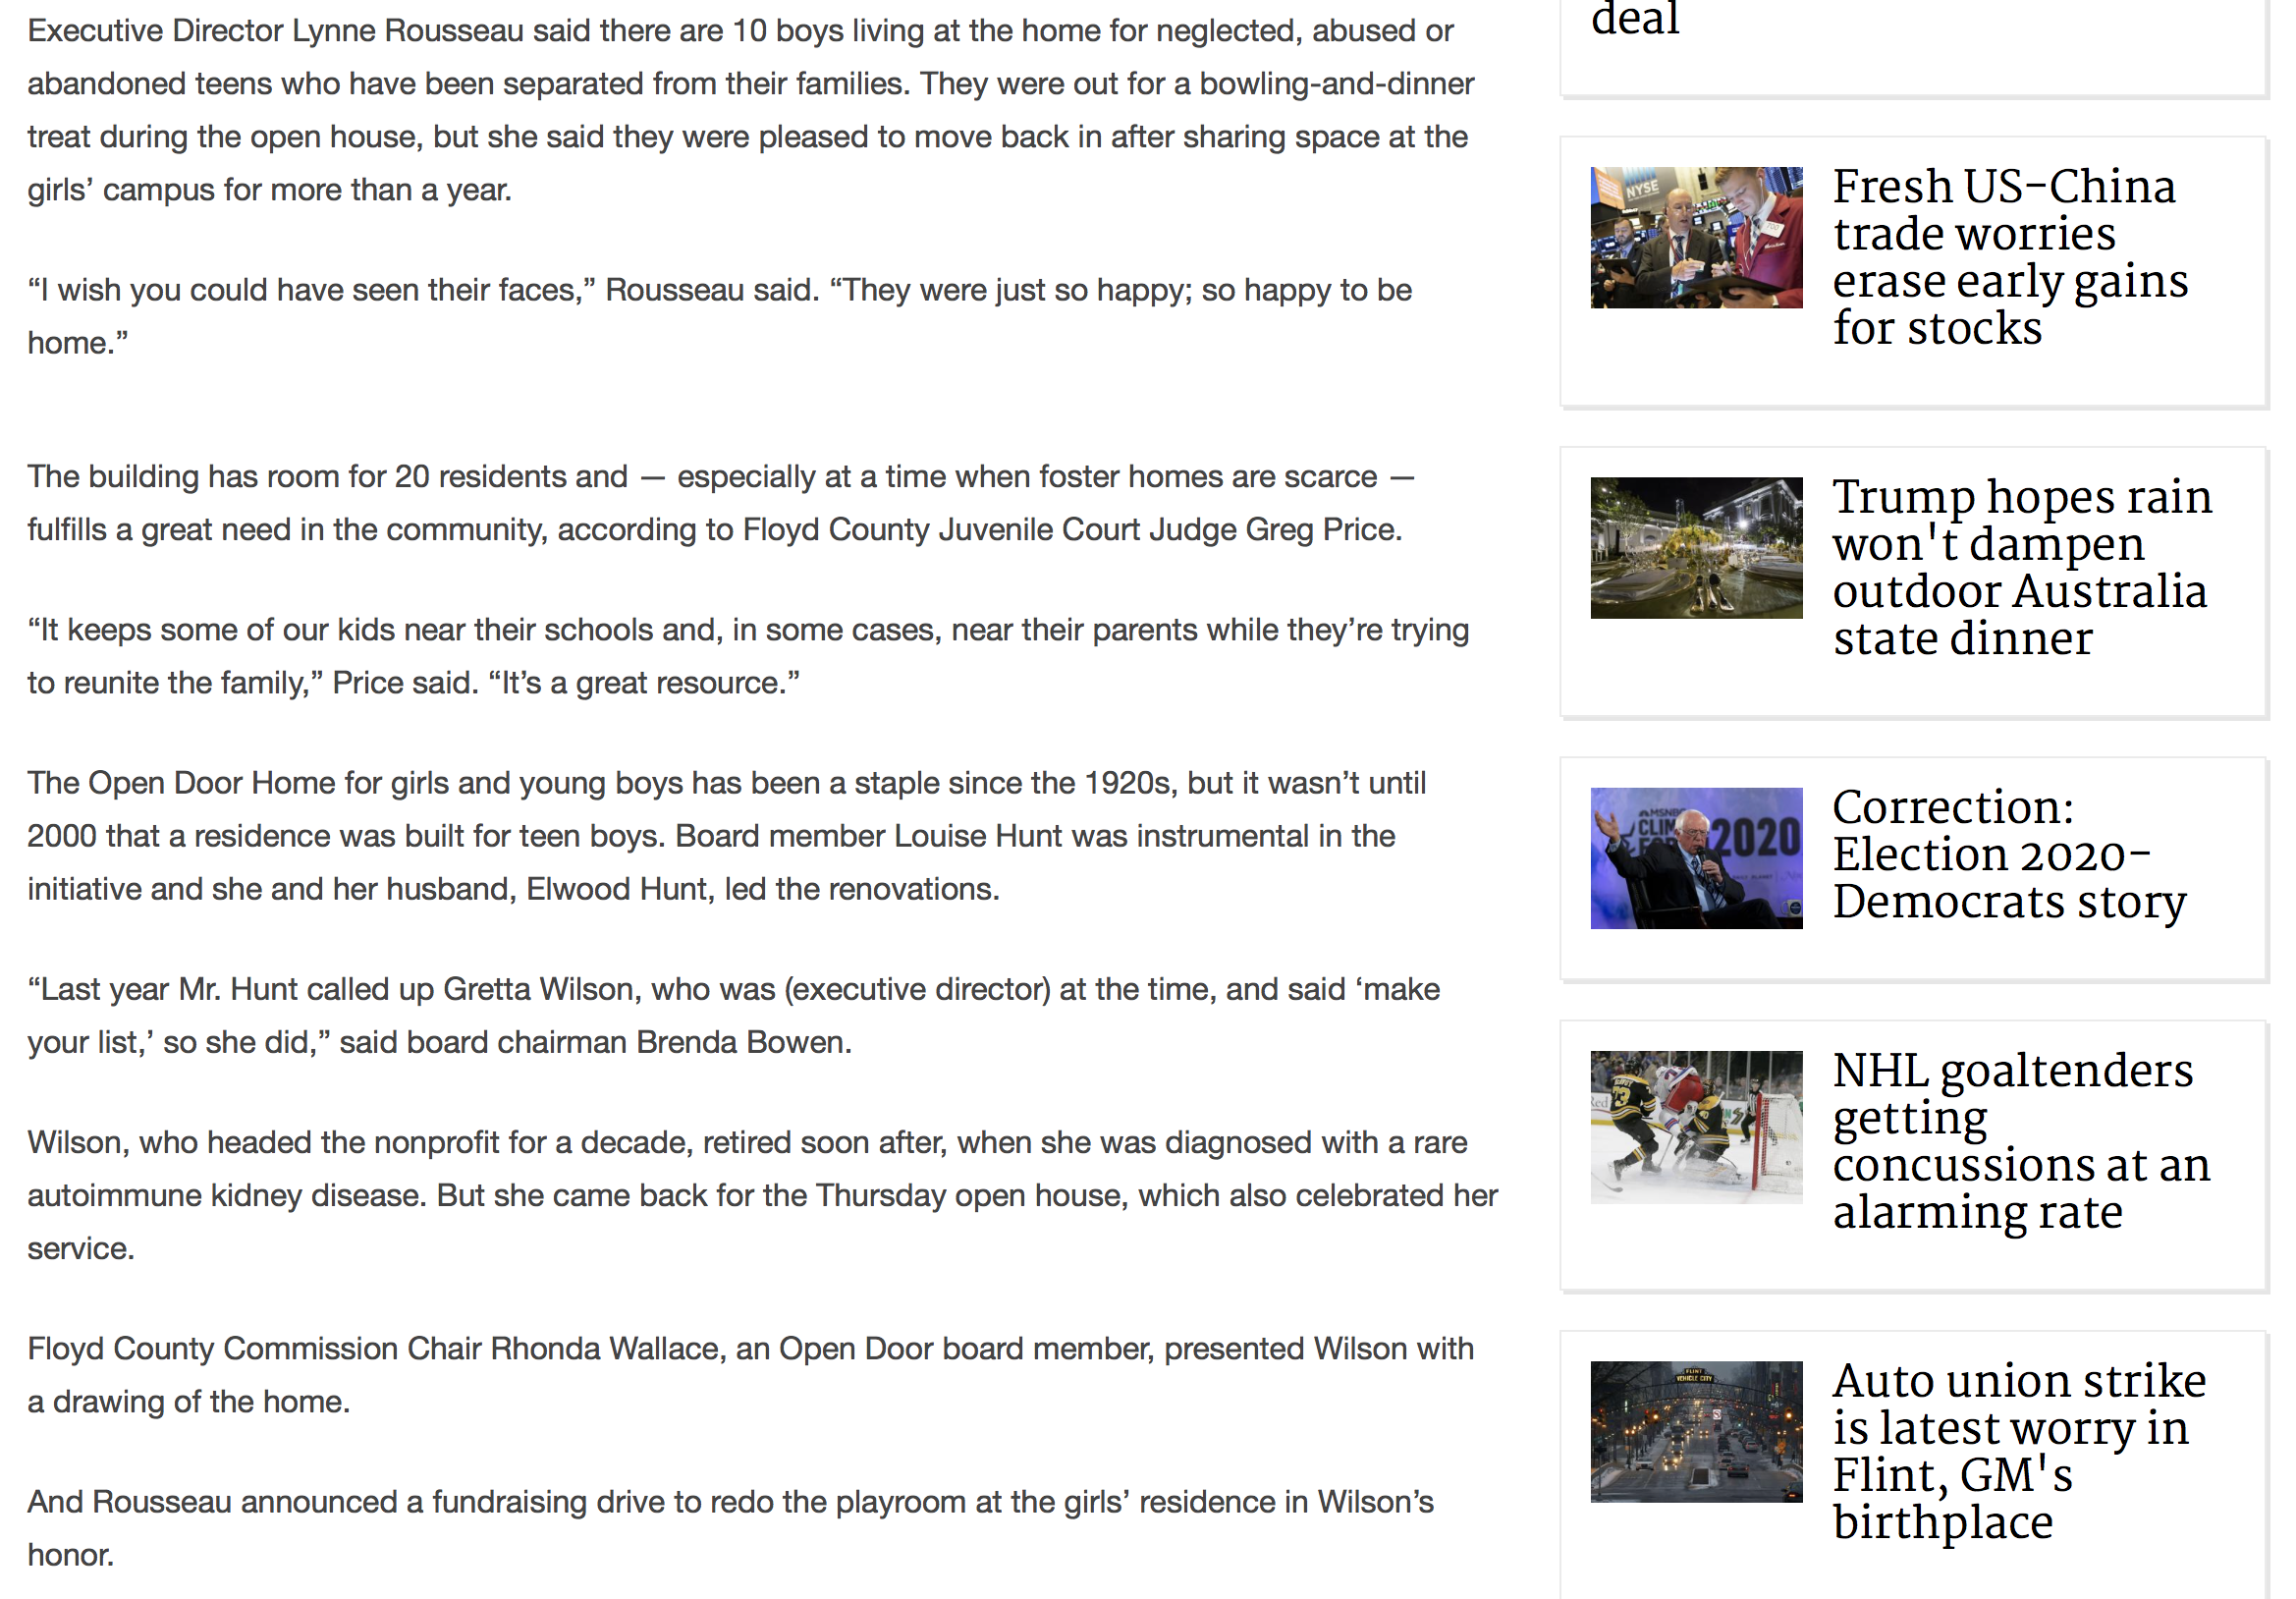 Executive Director Lynne Rousseau said there are 10 boys living at the home for neglected, abused or
abandoned teens who have been separated from their families. They were out for a bowling-and-dinner
treat during the open house, but she said they were pleased to move back in after sharing space at the
girls’ campus for more than a year.
“I wish you could have seen their faces,” Rousseau said. “They were just so happy; so happy to be
home.”
The building has room for 20 residents and — especially at a time when foster homes are scarce —
fulfills a great need in the community, according to Floyd County Juvenile Court Judge Greg Price.
“It keeps some of our kids near their schools and, in some cases, near their parents while they’re trying
to reunite the family,” Price said. “It’s a great resource.”
The Open Door Home for girls and young boys has been a staple since the 1920s, but it wasn’t until
2000 that a residence was built for teen boys. Board member Louise Hunt was instrumental in the
initiative and she and her husband, Elwood Hunt, led the renovations.
“Last year Mr. Hunt called up Gretta Wilson, who was (executive director) at the time, and said ‘make
your list,’ so she did,” said board chairman Brenda Bowen.
Wilson, who headed the nonprofit for a decade, retired soon after, when she was diagnosed with a rare
autoimmune kidney disease. But she came back for the Thursday open house, which also celebrated her
service.
Floyd County Commission Chair Rhonda Wallace, an Open Door board member, presented Wilson with
a drawing of the home.
And Rousseau announced a fundraising drive to redo the playroom at the girls’ residence in Wilson’s
honor.
deal
NYSE
Fresh US-China
trade worries
erase early gains
for stocks
Trump hopes rain
won't dampen
outdoor Australia
state dinner
MSNBC
2020
Correction:
Election 2020-
Democrats story
Red
NHL goaltenders
getting
concussions at an
alarming rate
FLINT
VEHICLE CITY
Auto union strike
is latest worry in
Flint, GM's
birthplace